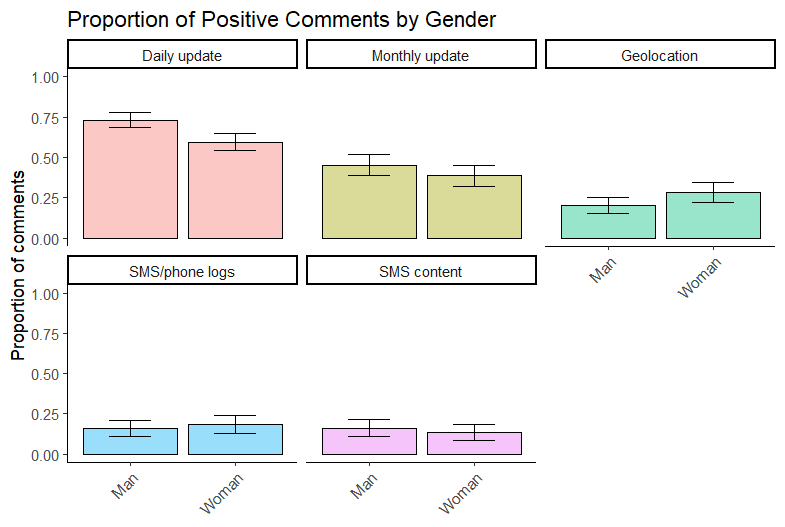 Proportion of Positive Comments by Gender
Daily update
Monthly update
Geolocation
1.00
0.75
0.50
0.25
0.00
Man
Woman
Proportion of comments
SMS/phone logs
SMS content
1.00
0.75
0.50
0.25
0.00
Man
Woman
Man
Woman